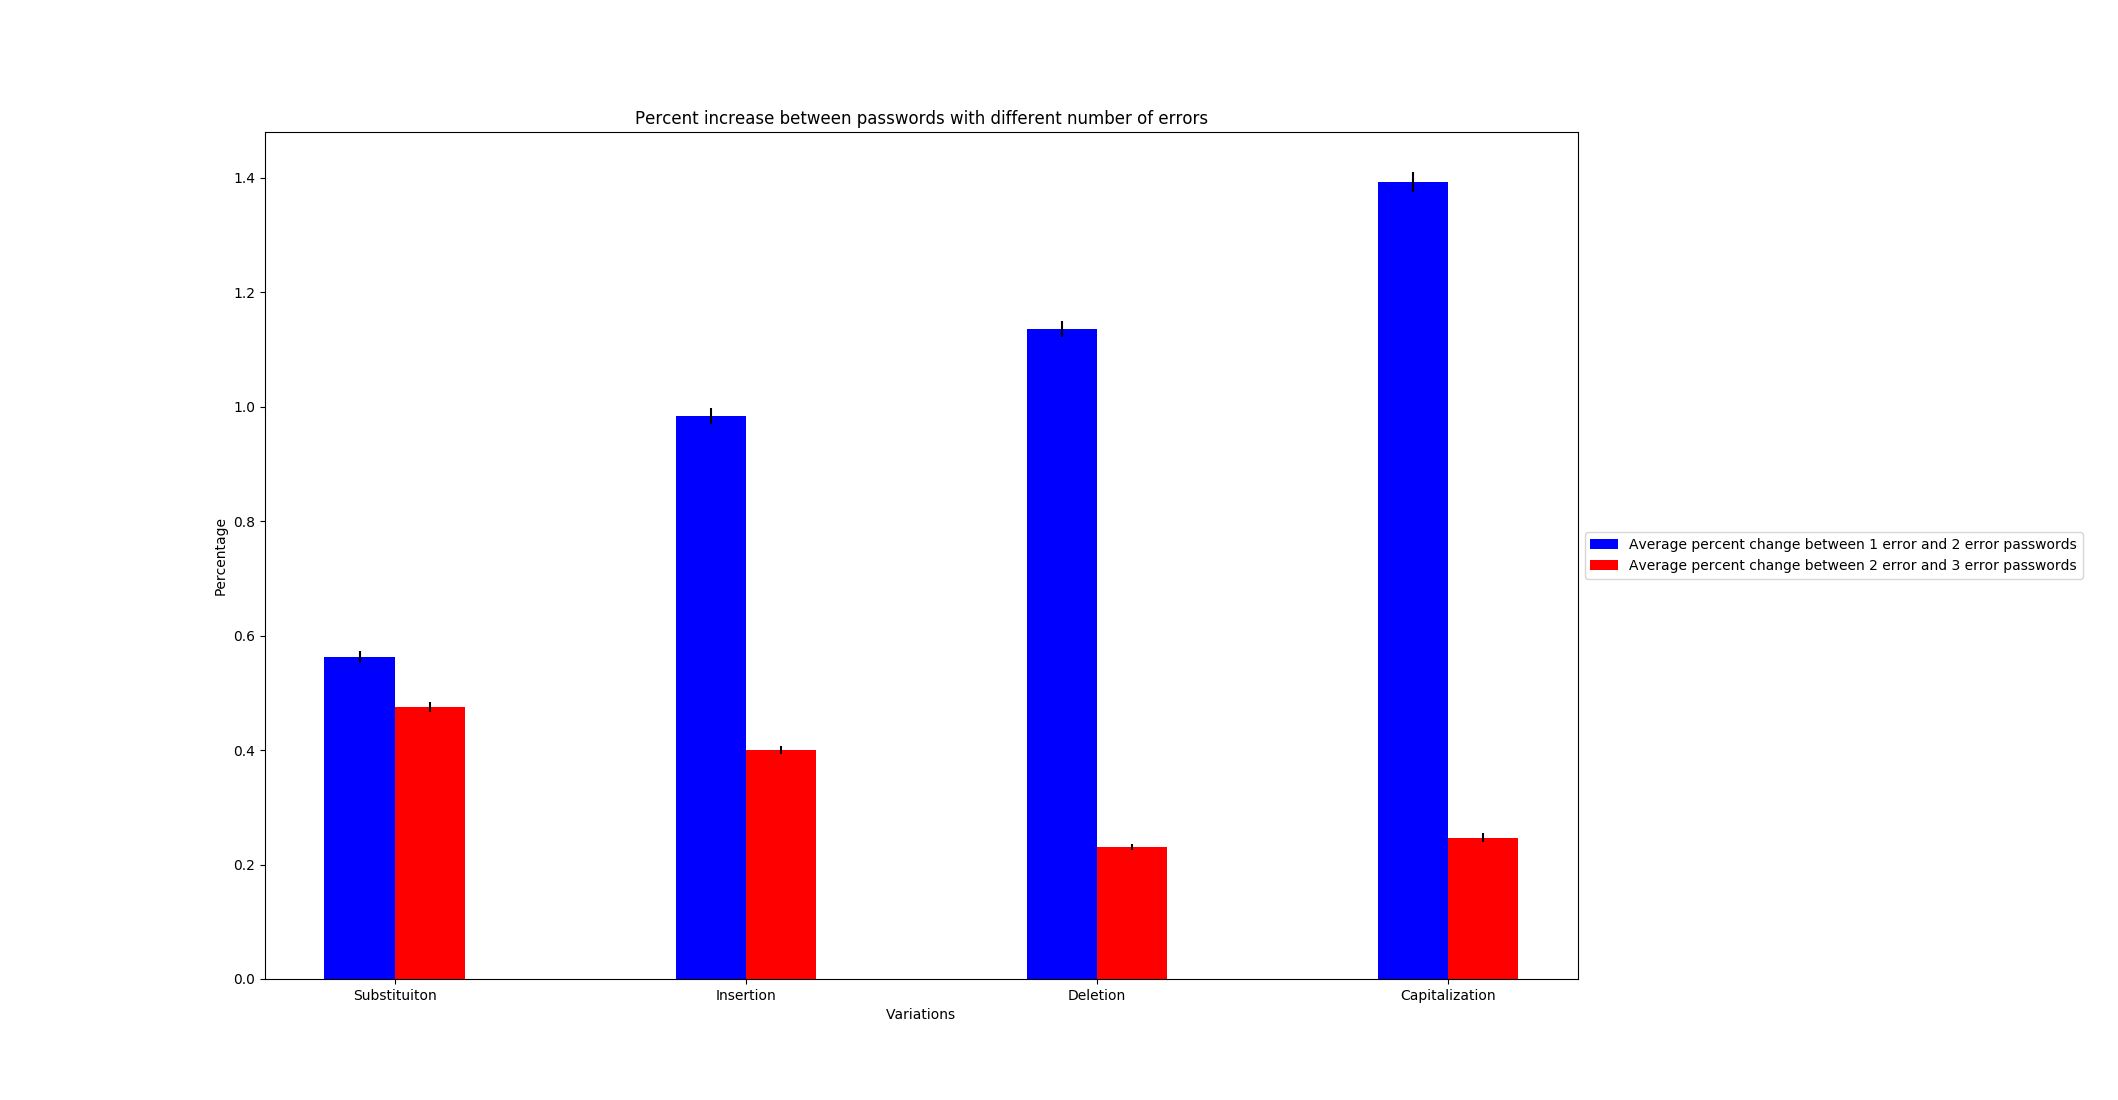 Percent increase between passwords with different number of errors
1.4
1.2
1.0
0.8
0.6
0.4
0.2
0.0
Percentage
Substituiton Insertion Deletion Capitalization
Variations
Average percent change between 1 error and 2 error passwords
Average percent change between 2 error and 3 error passwords